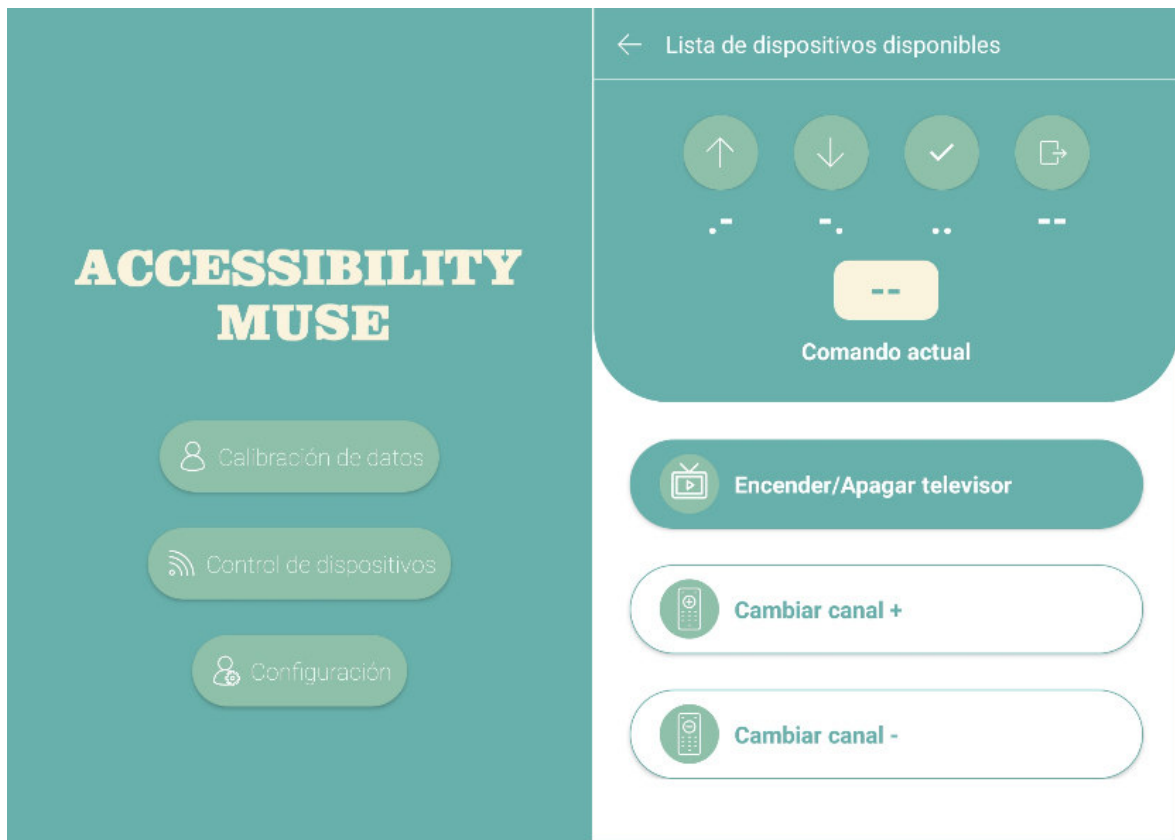 ACCESSIBILITY
MUSE
Calibración de datos
Control de dispositivos
Configuración
Lista de dispositivos disponibles
.- -. .. --
--
Comando actual
Encender/Apagar televisor
Cambiar canal +
Cambiar canal -